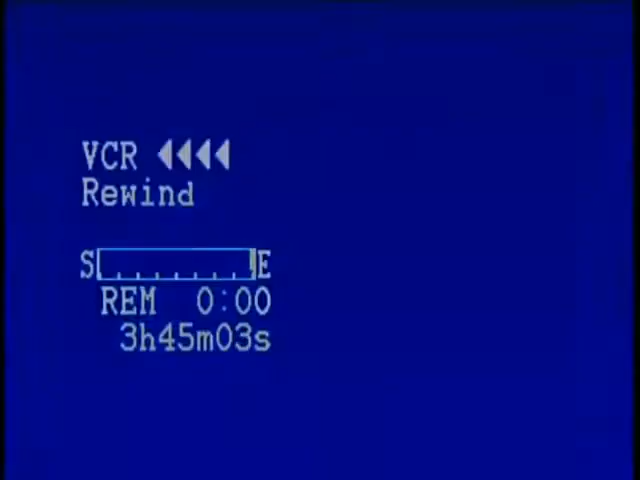 VCR ◀◀◀◀
Rewind
S E
REM 0:00
3h45m03s